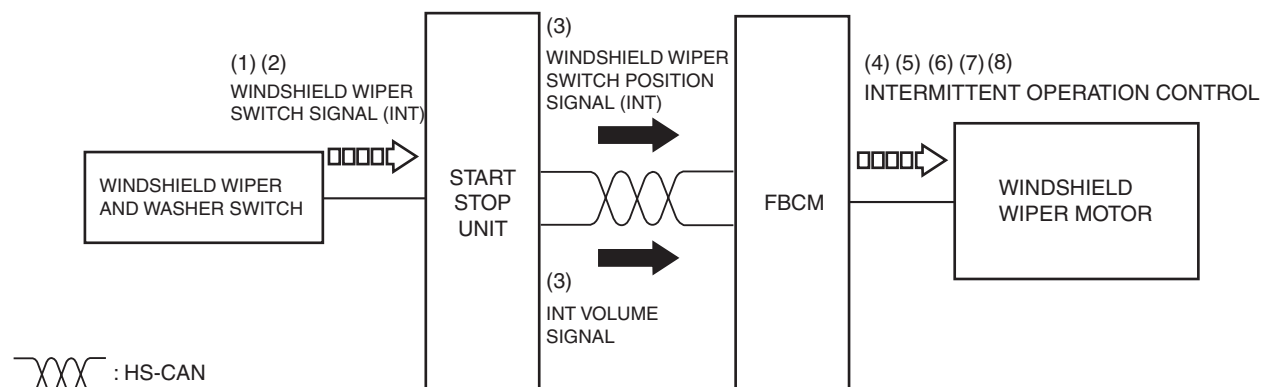 (1) (2)
WINDSHIELD WIPER
SWITCH SIGNAL (INT)
WINDSHIELD WIPER
AND WASHER SWITCH
START
STOP
UNIT
(3)
WINDSHIELD WIPER
SWITCH POSITION
SIGNAL (INT)
(3)
INT VOLUME
SIGNAL
FBCM
(4) (5) (6) (7) (8)
INTERMITTENT OPERATION CONTROL
WINDSHIELD
WIPER MOTOR
: HS-CAN